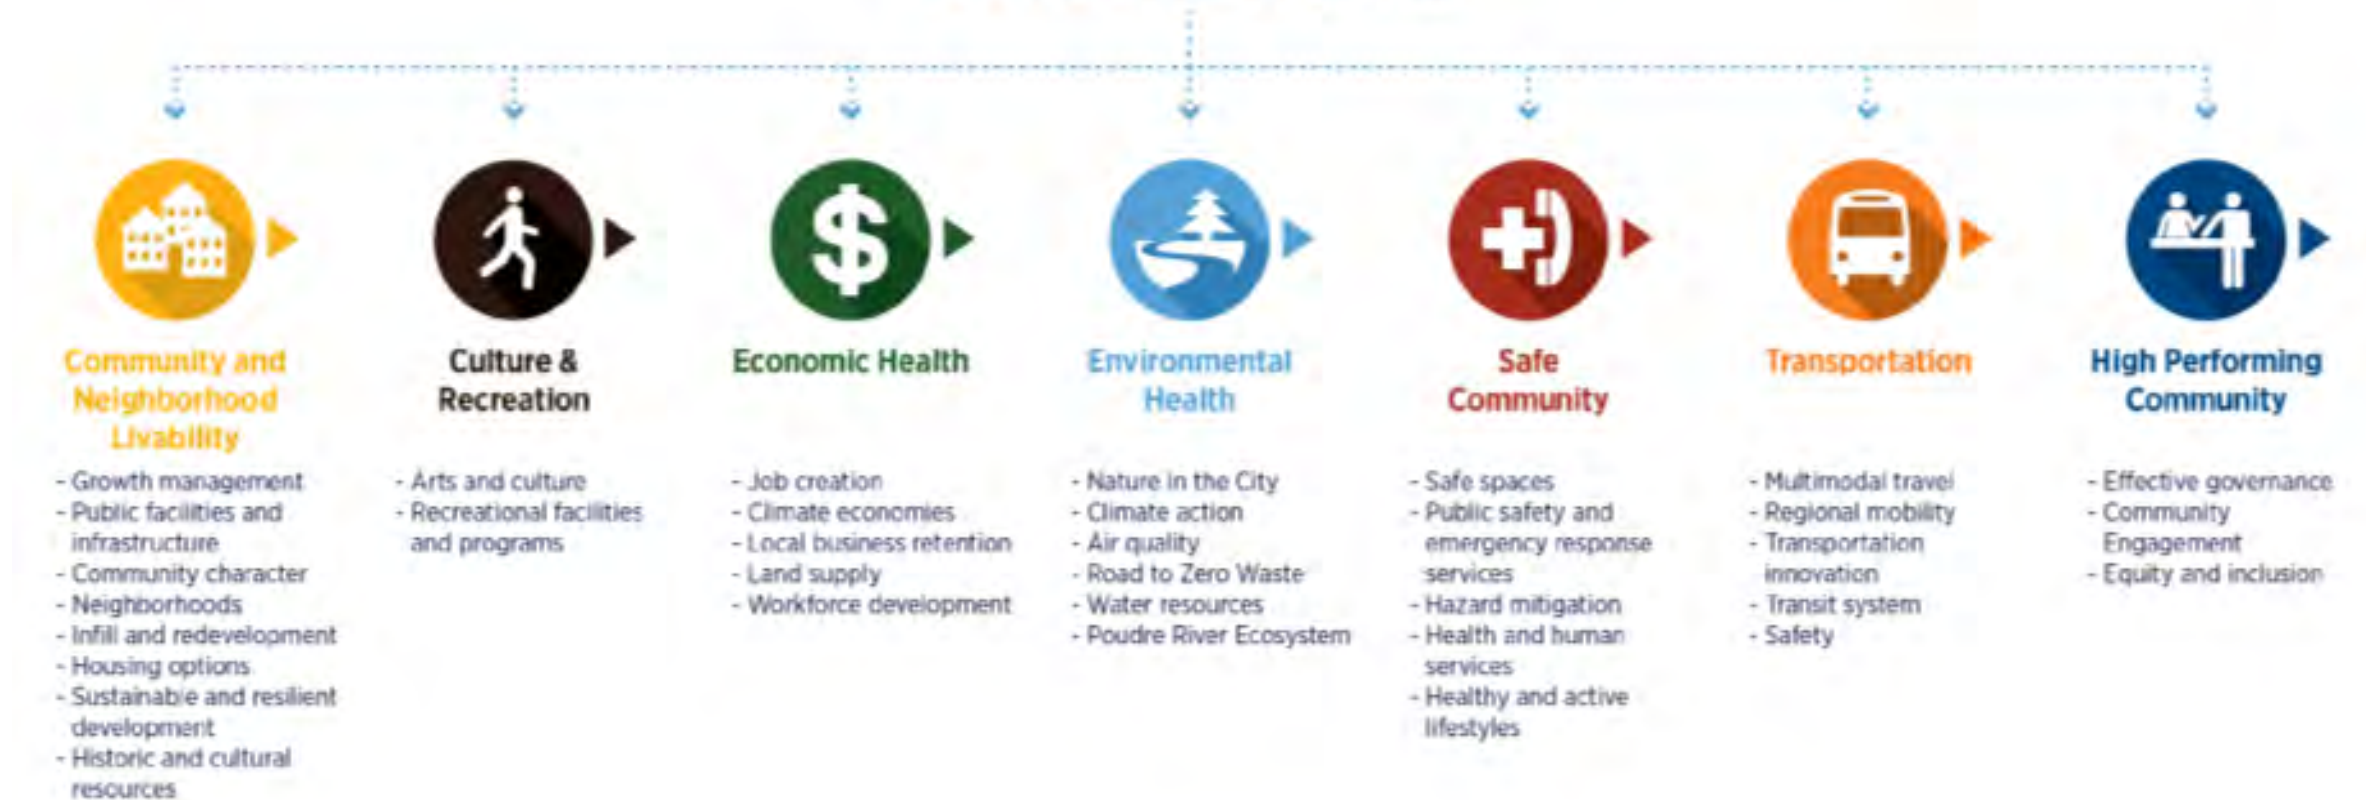 Community and
Neighborhood
Livability
- Growth management
- Public facilities and
infrastructure
- Community character
- Neighborhoods
- Infill and redevelopment
- Housing options
- Sustainable and resilient
development
- Historic and cultural
resources
Culture &
Recreation
- Arts and culture
- Recreational facilities
and programs
Economic Health
- Job creation
- Climate economies
- Local business retention
- Land supply
- Workforce development
Environmental
Health
- Nature in the City
- Climate action
- Air quality
- Road to Zero Waste
- Water resources
- Poudre River Ecosystem
Safe
Community
- Safe spaces
- Public safety and
emergency response
services
- Hazard mitigation
- Health and human
services
- Healthy and active
lifestyles
Transportation
- Multimodal travel
- Regional mobility
- Transportation
innovation
- Transit system
- Safety
High Performing
Community
- Effective governance
- Community
Engagement
- Equity and inclusion